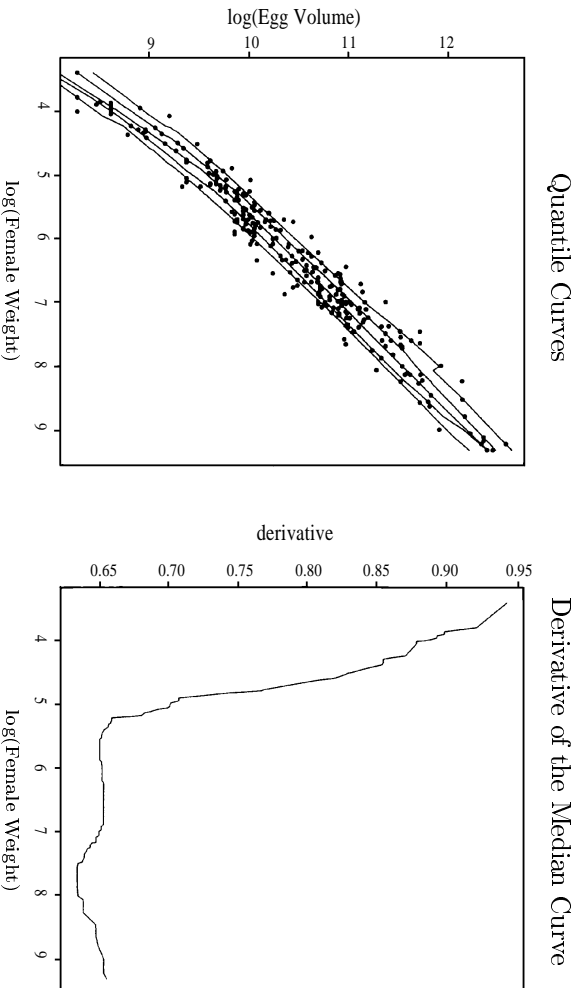 Quantile Curves
log(Egg Volume)
9 10 11 12
4 5 6 7 8 9
log(Female Weight)
Derivative of the Median Curve
derivative
0.65 0.70 0.75 0.80 0.85 0.90 0.95
4 5 6 7 8 9
log(Female Weight)